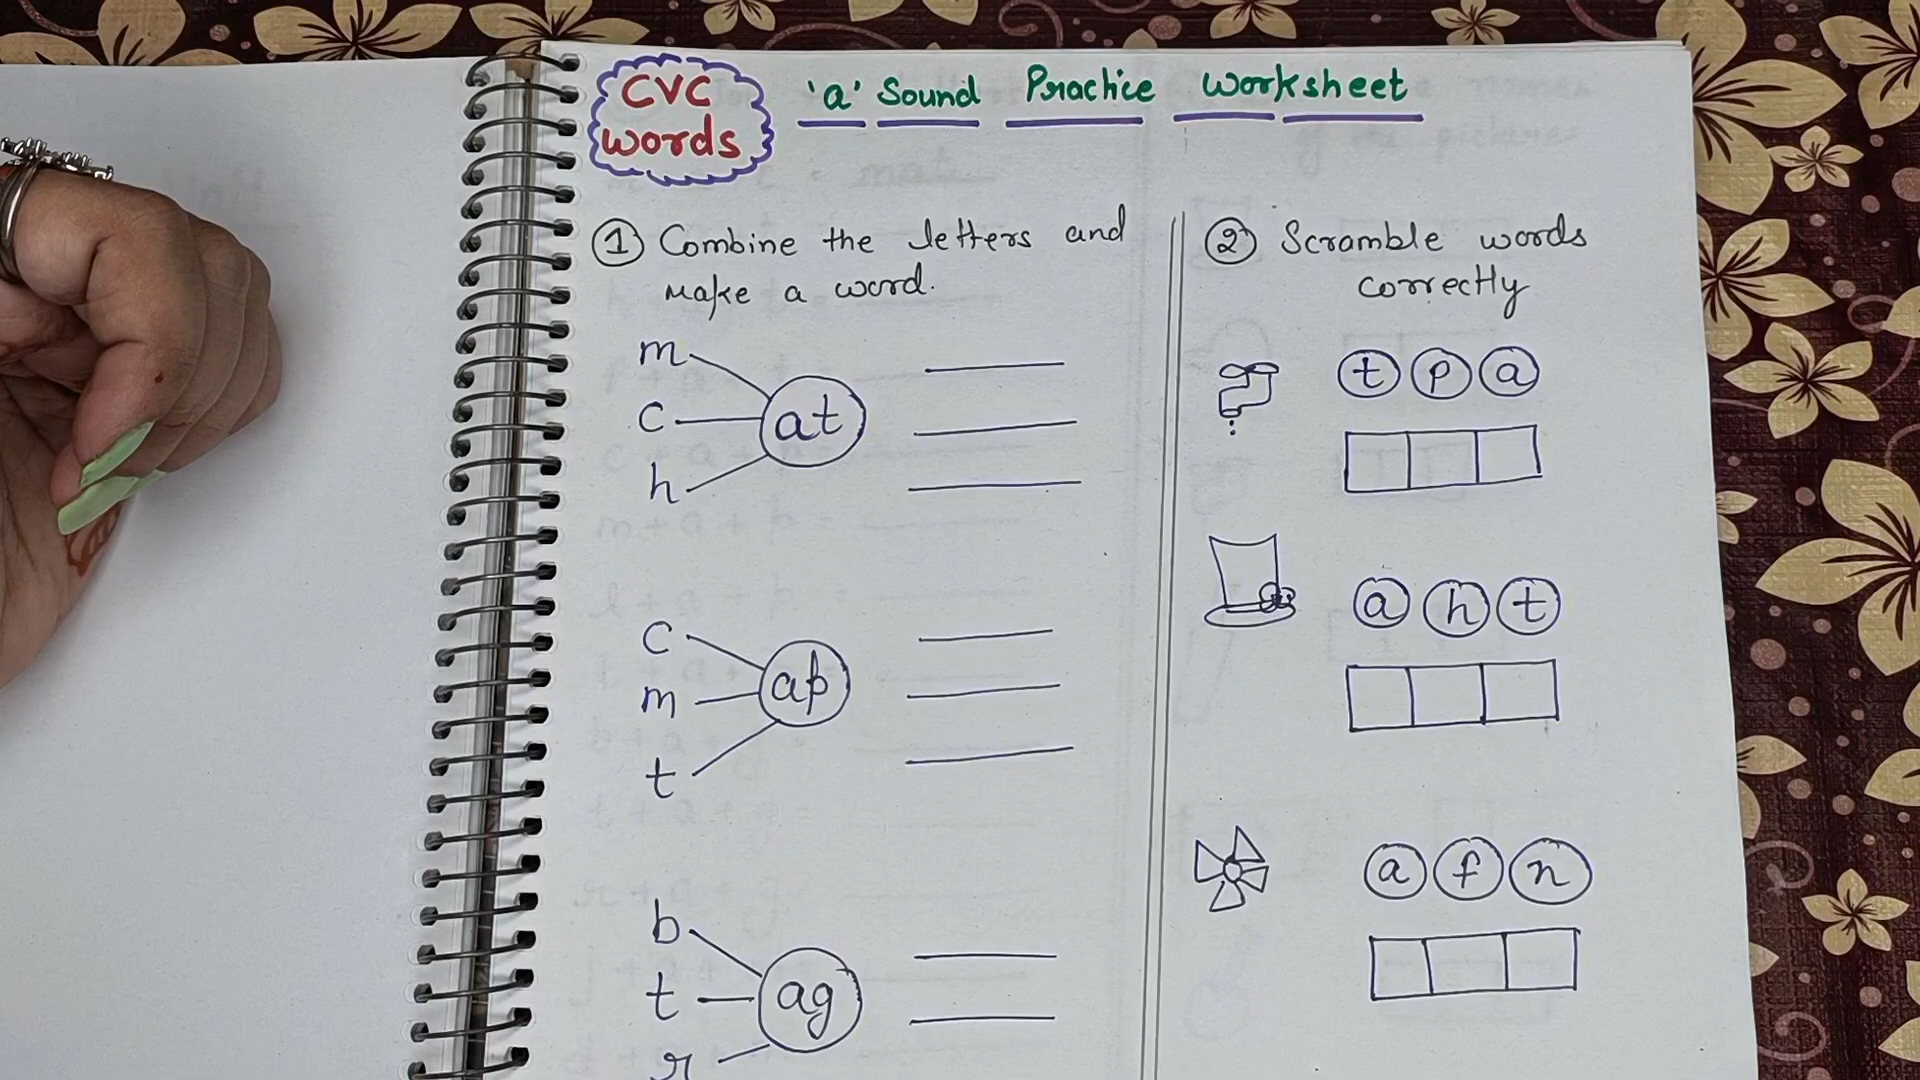 CVC
words
'a' Sound Practice Worksheet
① Combine the letters and
make a word.
m
c
h
at
c
m
t
ap
b
t
r
ag
② Scramble words
correctly
t p a
a h t
a f n